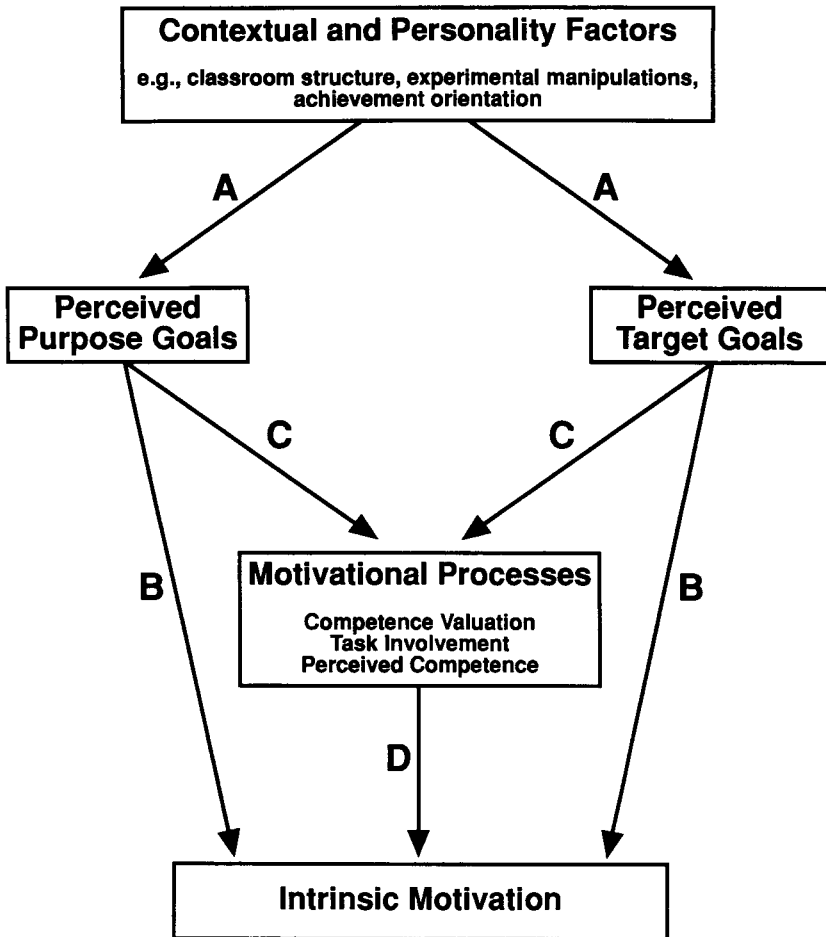 Contextual and Personality Factors
e.g., classroom structure, experimental manipulations,
achievement orientation
A
A
Perceived
Purpose Goals
Perceived
Target Goals
C
C
B
Motivational Processes
B
Competence Valuation
Task Involvement
Perceived Competence
D
Intrinsic Motivation